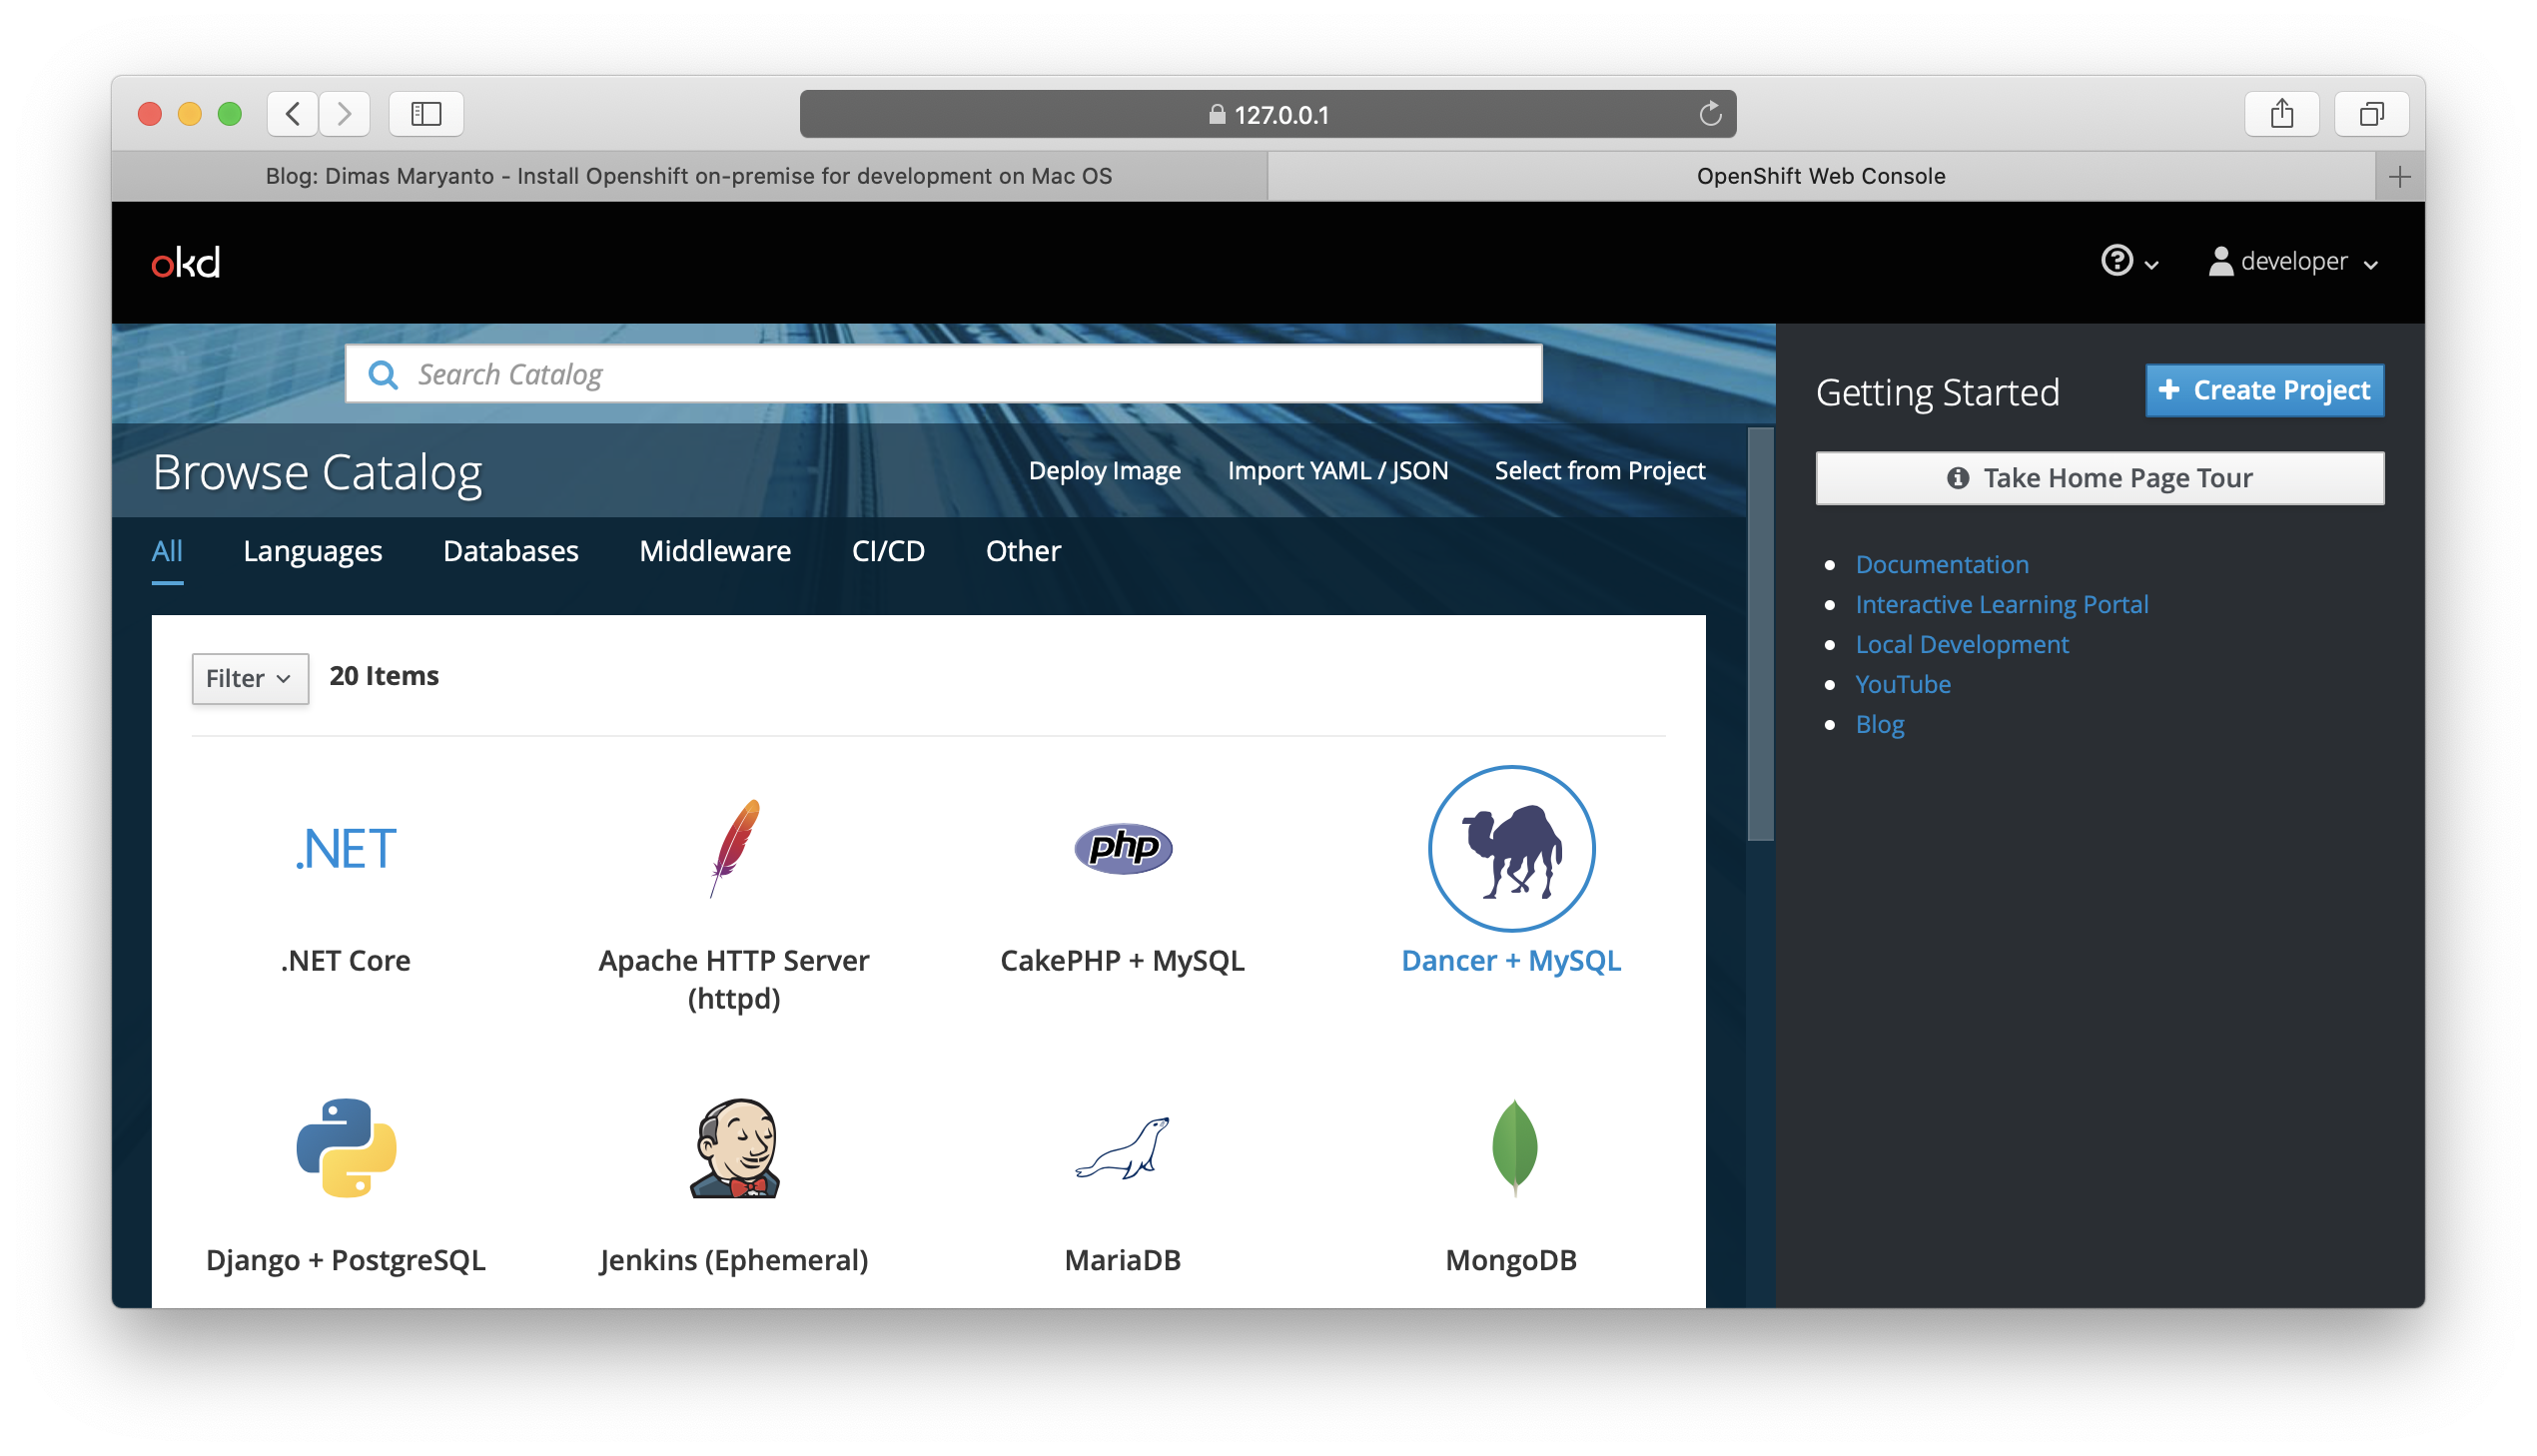 127.0.0.1
Blog: Dimas Maryanto - Install Openshift on-premise for development on Mac OS
OpenShift Web Console
okd
developer
Search Catalog
Getting Started
Create Project
Browse Catalog
Deploy Image
Import YAML / JSON
Select from Project
Take Home Page Tour
All
Languages
Databases
Middleware
CI/CD
Other
Documentation
Interactive Learning Portal
Local Development
YouTube
Blog
Filter
20 Items
.NET
php
.NET Core
Apache HTTP Server
(httpd)
CakePHP + MySQL
Dancer + MySQL
Django + PostgreSQL
Jenkins (Ephemeral)
MariaDB
MongoDB